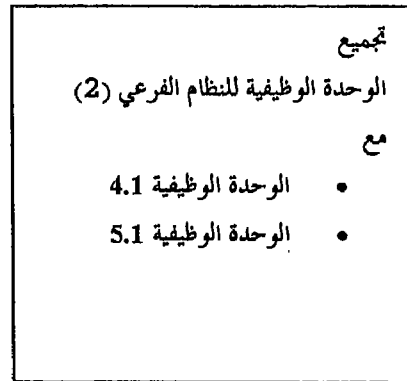 تجميع
الوحدة الوظيفية للنظام الفرعي (2)
مع
• الوحدة الوظيفية 4.1
• الوحدة الوظيفية 5.1